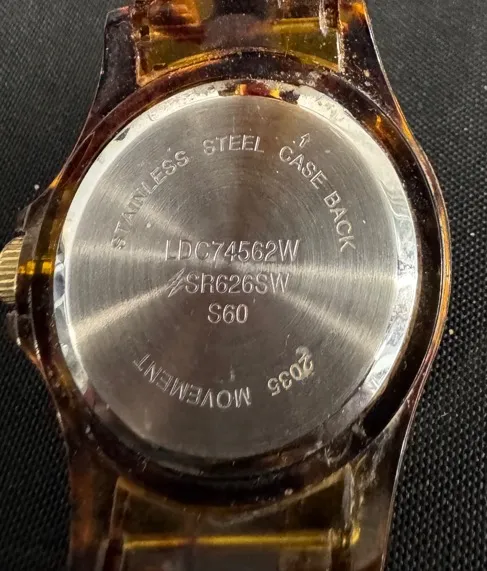 STAINLESS STEEL CASE BACK
LDC74562W
SR626SW
S60
2035 MOVEMENT